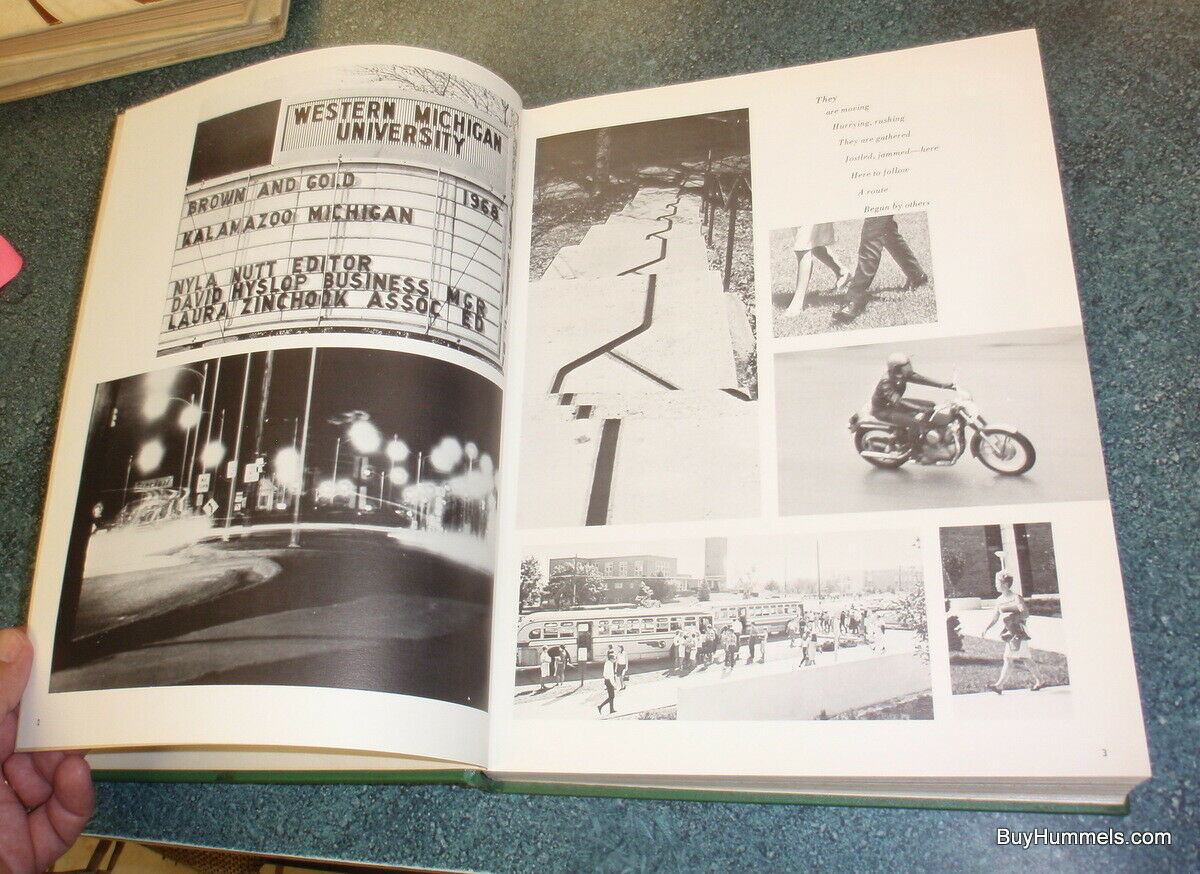 WESTERN MICHIGAN
UNIVERSITY
BROWN AND GOLD 1968
KALAMAZOO MICHIGAN
NYLA NUTT EDITOR
DAVID HYSLOP BUSINESS MGR
LAURA ZINCHOOK ASSOC ED
2
They
are moving
Hurrying, rushing
They are gathered
Jostled, jammed—here
Here to follow
A route
Begun by others
3
BuyHummels.com